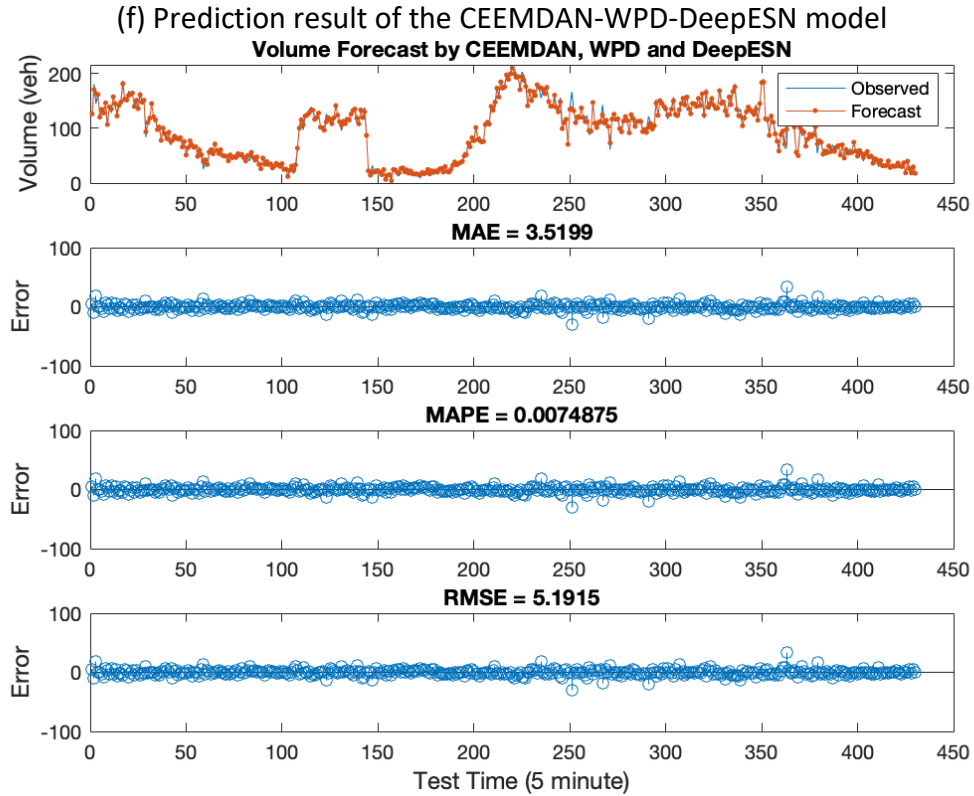 (f) Prediction result of the CEEMDAN-WPD-DeepESN model
Volume Forecast by CEEMDAN, WPD and DeepESN
Volume (veh)
200
100
0
Observed
Forecast
0 50 100 150 200 250 300 350 400 450
MAE = 3.5199
Error
100
0
-100
0 50 100 150 200 250 300 350 400 450
MAPE = 0.0074875
Error
100
0
-100
0 50 100 150 200 250 300 350 400 450
RMSE = 5.1915
Error
100
0
-100
0 50 100 150 200 250 300 350 400 450
Test Time (5 minute)